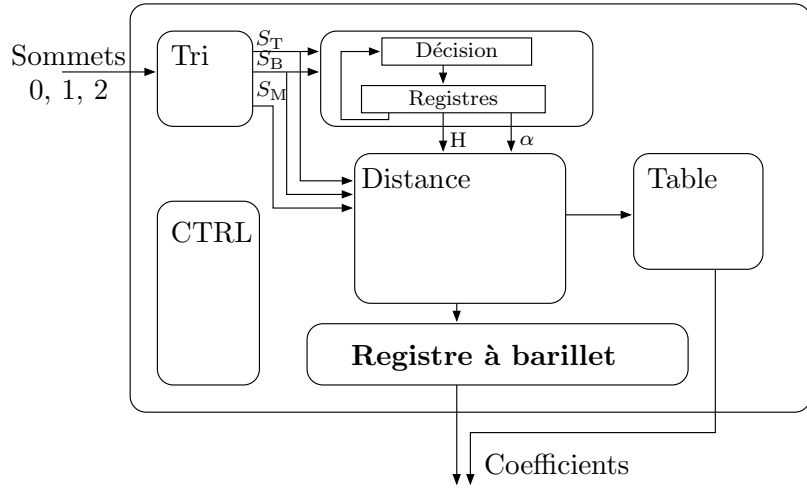 Sommets
0, 1, 2
Tri
S_T
S_B
S_M
Décision
Registres
H
α
Distance
Table
CTRL
Registre à barillet
Coefficients